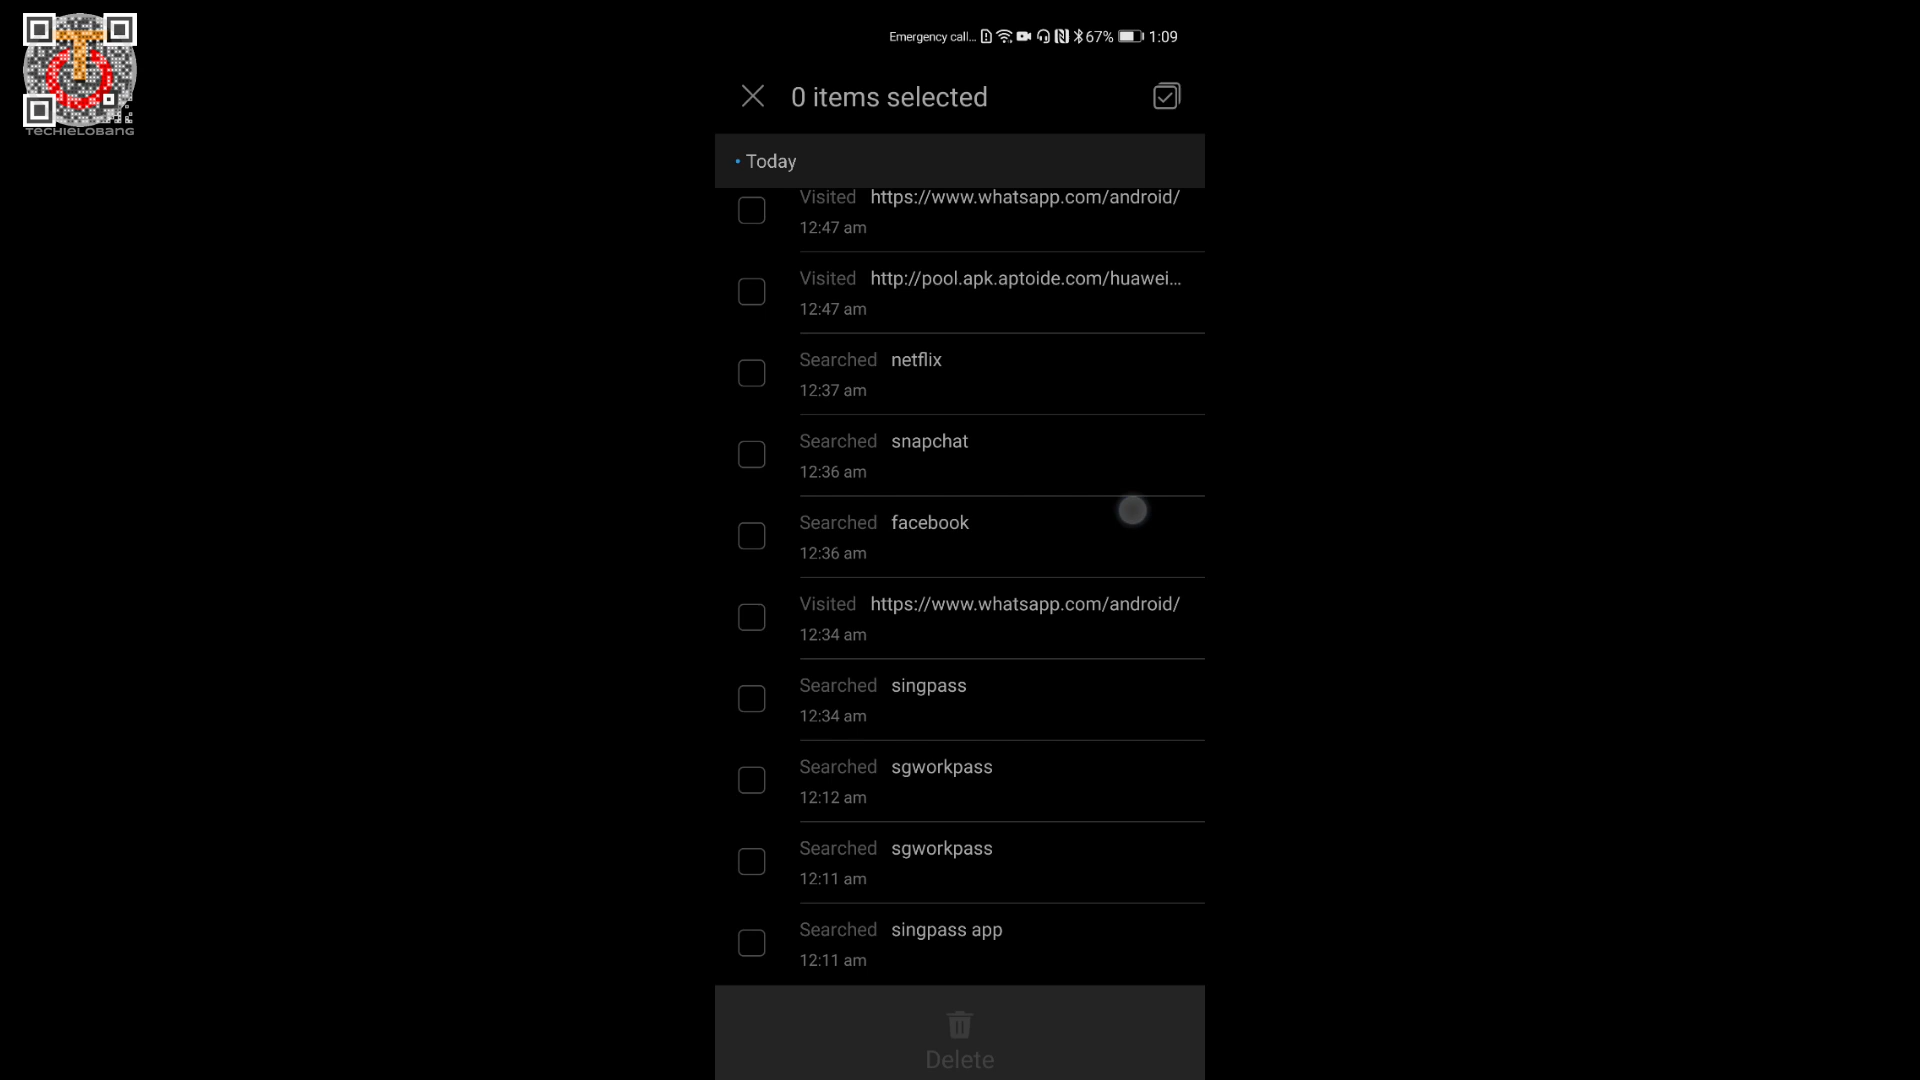 TECHIELOBANG
Emergency call... 67% 1:09
0 items selected
• Today
Visited https://www.whatsapp.com/android/
12:47 am
Visited http://pool.apk.aptoide.com/huawei...
12:47 am
Searched netflix
12:37 am
Searched snapchat
12:36 am
Searched facebook
12:36 am
Visited https://www.whatsapp.com/android/
12:34 am
Searched singpass
12:34 am
Searched sgworkpass
12:12 am
Searched sgworkpass
12:11 am
Searched singpass app
12:11 am
Delete